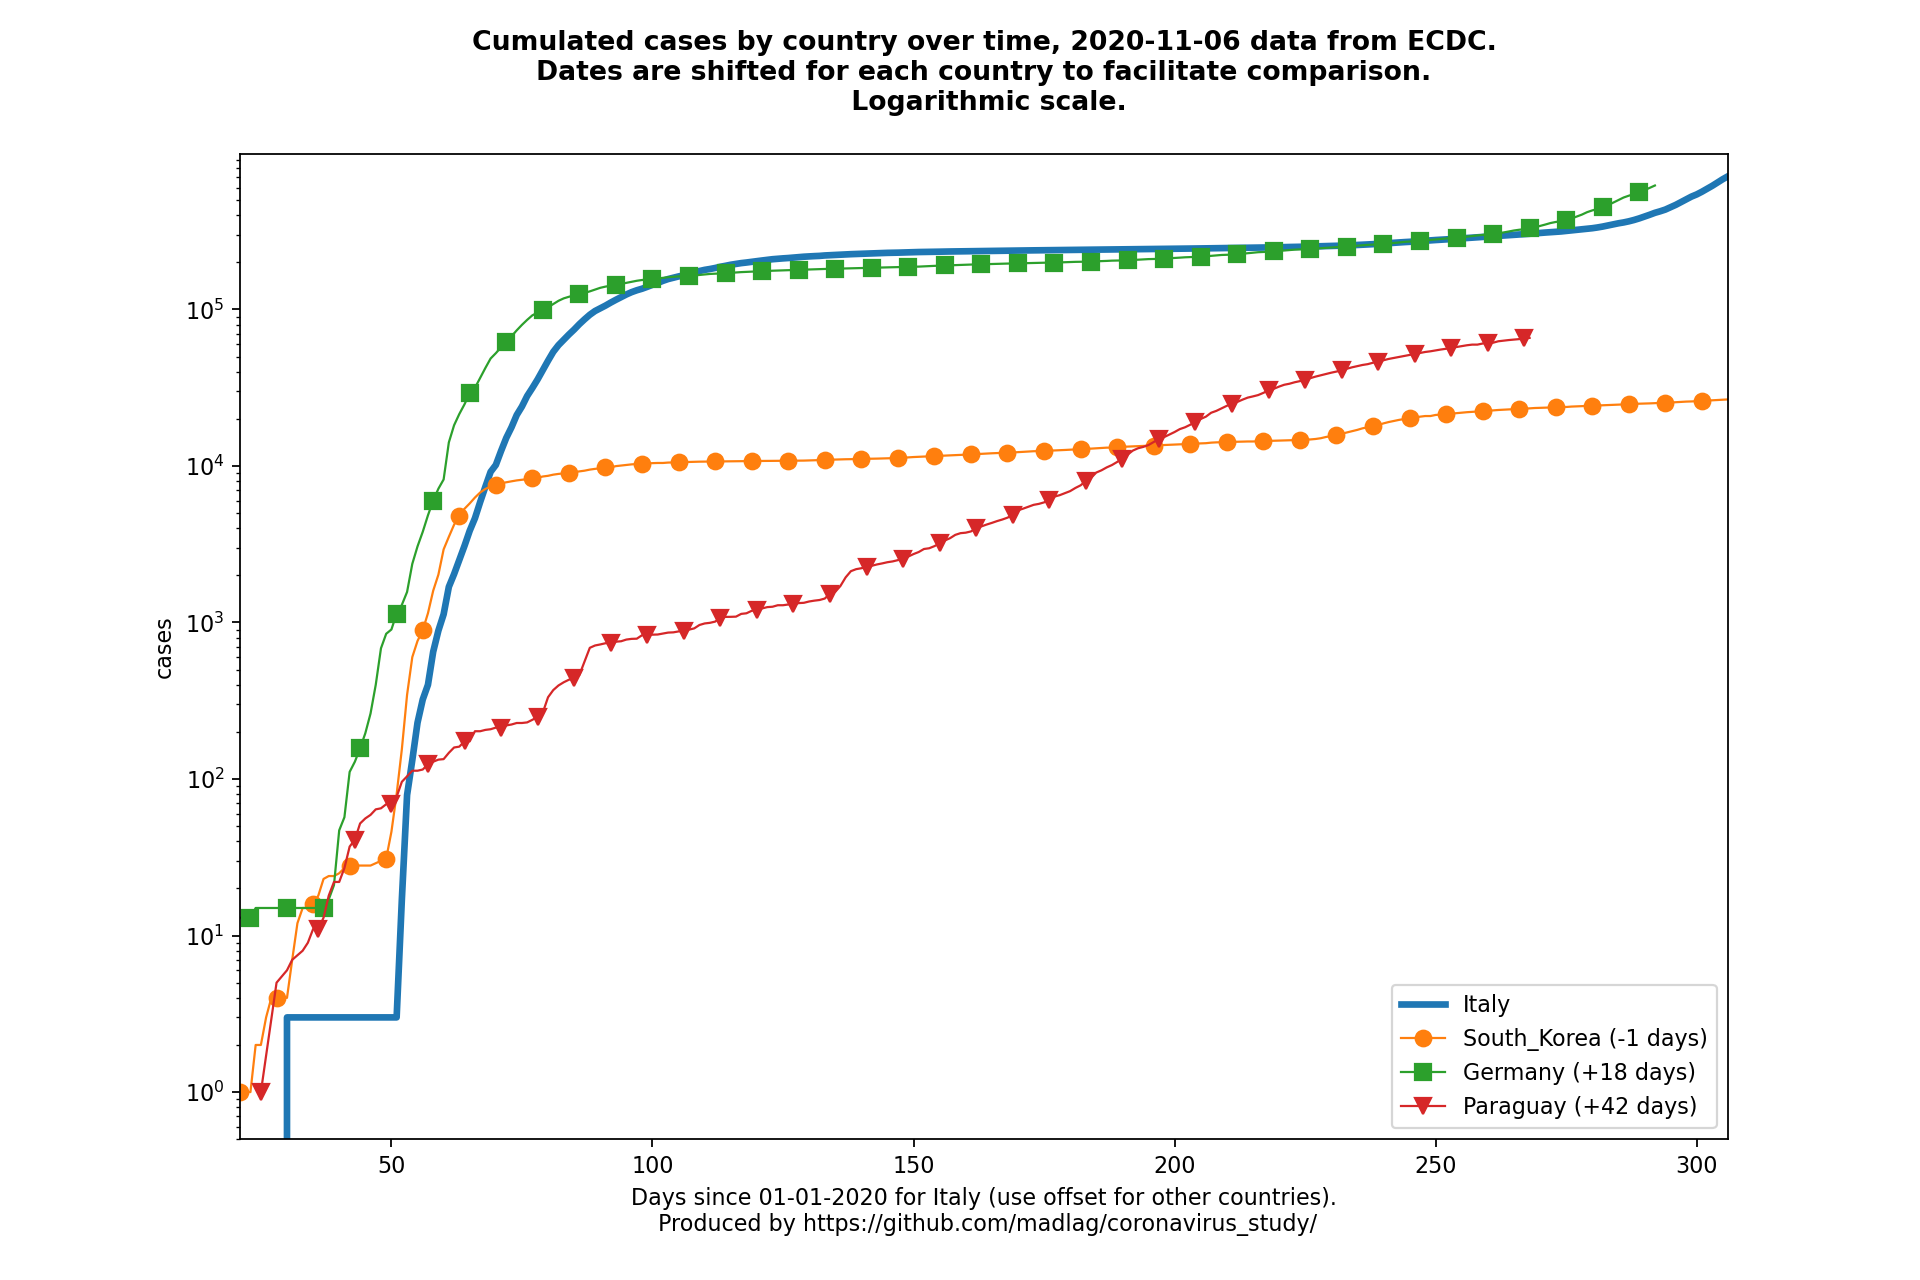 Cumulated cases by country over time, 2020-11-06 data from ECDC.
Dates are shifted for each country to facilitate comparison.
Logarithmic scale.
cases
10^5
10^4
10^3
10^2
10^1
10^0
50 100 150 200 250 300
Italy
South_Korea (-1 days)
Germany (+18 days)
Paraguay (+42 days)
Days since 01-01-2020 for Italy (use offset for other countries).
Produced by https://github.com/madlag/coronavirus_study/